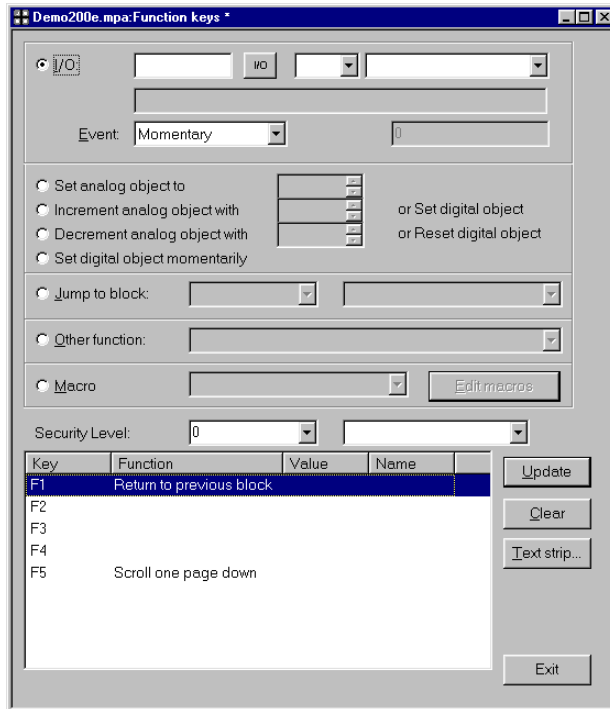 Demo200e.mpa:Function keys *
I/O: I/O
Event: Momentary 0
Set analog object to
Increment analog object with or Set digital object
Decrement analog object with or Reset digital object
Set digital object momentarily
Jump to block:
Other function:
Macro Edit macros
Security Level: 0
Key Function Value Name
F1 Return to previous block
F2
F3
F4
F5 Scroll one page down
Update
Clear
Text strip...
Exit